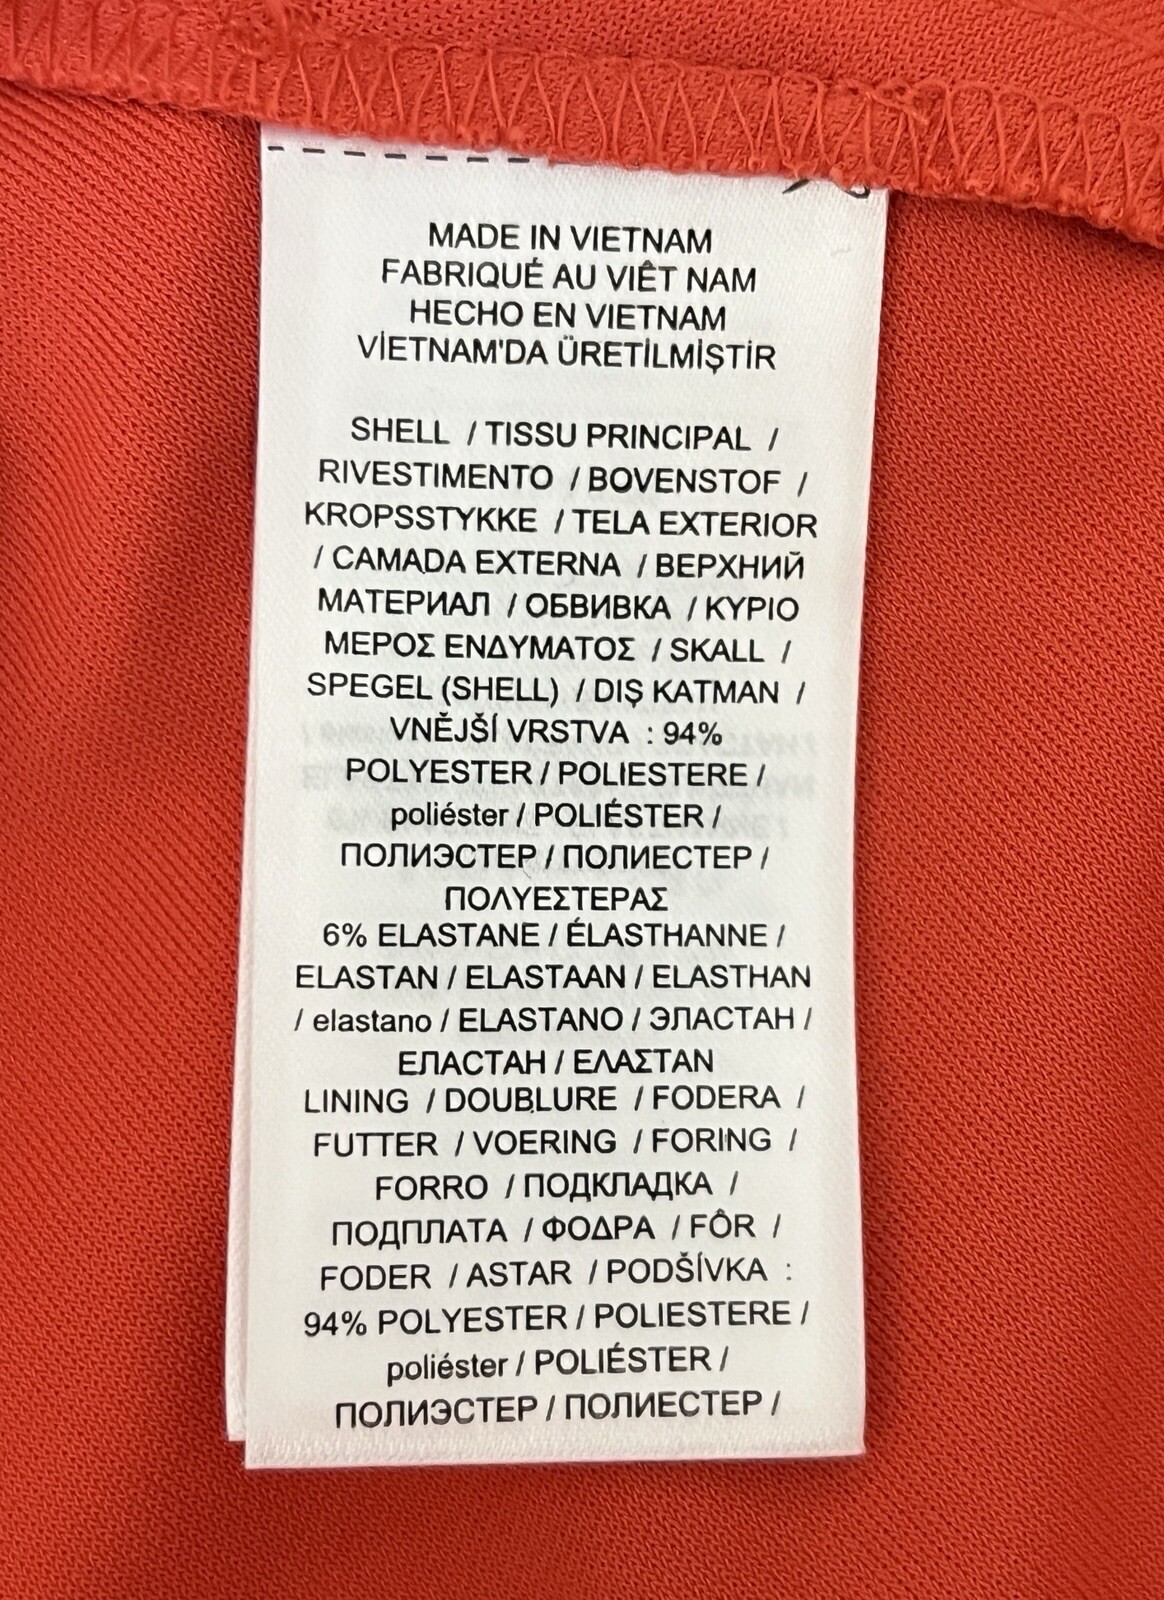 MADE IN VIETNAM
FABRIQUÉ AU VIÊT NAM
HECHO EN VIETNAM
VİETNAM'DA ÜRETİLMİŞTİR
SHELL / TISSU PRINCIPAL /
RIVESTIMENTO / BOVENSTOF /
KROPSSTYKKE / TELA EXTERIOR
/ CAMADA EXTERNA / ВЕРХНИЙ
МАТЕРИАЛ / ОБВИВКА / ΚΥΡΙΟ
ΜΕΡΟΣ ΕΝΔΥΜΑΤΟΣ / SKALL /
SPEGEL (SHELL) / DIŞ KATMAN /
VNĚJŠÍ VRSTVA : 94%
POLYESTER / POLIESTERE /
poliéster / POLIÉSTER /
ПОЛИЭСТЕР / ПОЛИЕСТЕР /
ΠΟΛΥΕΣΤΕΡΑΣ
6% ELASTANE / ÉLASTHANNE /
ELASTAN / ELASTAAN / ELASTHAN
/ elastano / ELASTANO / ЭЛАСТАН /
ЕЛАСТАН / ΕΛΑΣΤΑΝ
LINING / DOUBLURE / FODERA /
FUTTER / VOERING / FORING /
FORRO / ПОДКЛАДКА /
ПОДПЛАТА / ΦΟΔΡΑ / FÔR /
FODER / ASTAR / PODŠÍVKA :
94% POLYESTER / POLIESTERE /
poliéster / POLIÉSTER /
ПОЛИЭСТЕР / ПОЛИЕСТЕР /